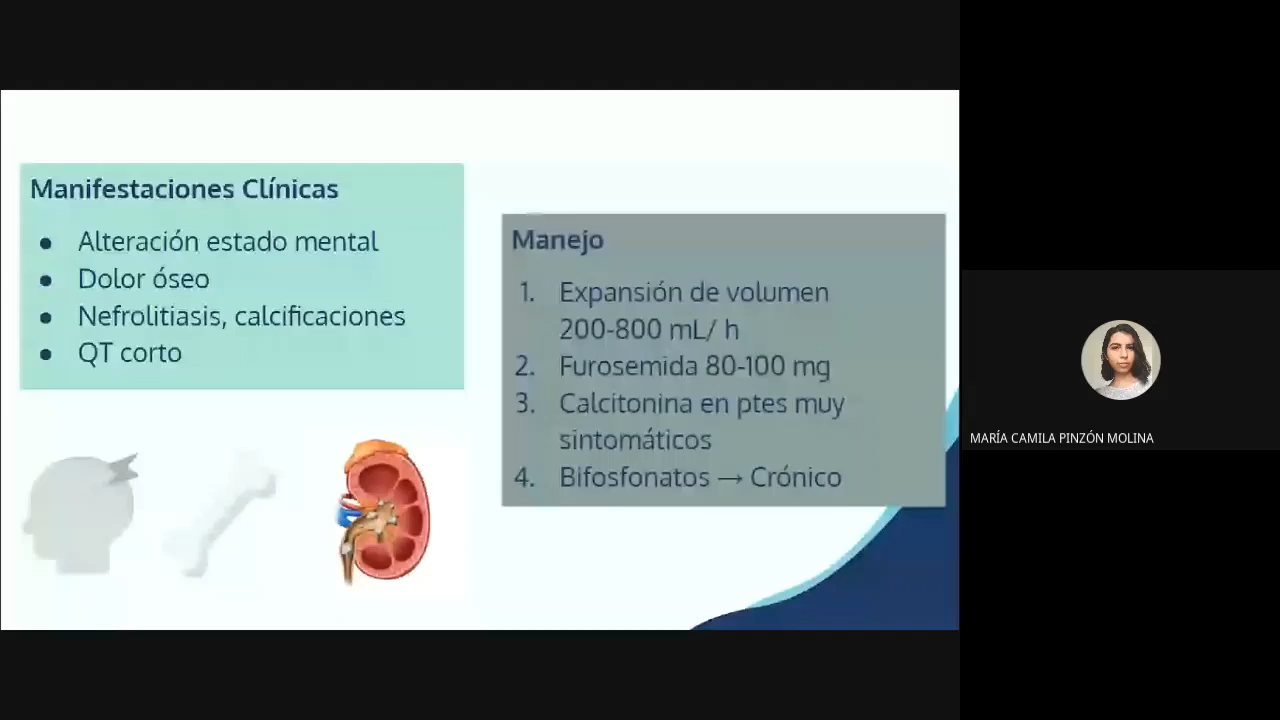 Manifestaciones Clínicas
● Alteración estado mental
● Dolor óseo
● Nefrolitiasis, calcificaciones
● QT corto
Manejo
1. Expansión de volumen
200-800 mL/ h
2. Furosemida 80-100 mg
3. Calcitonina en ptes muy
sintomáticos
4. Bifosfonatos → Crónico
MARÍA CAMILA PINZÓN MOLINA